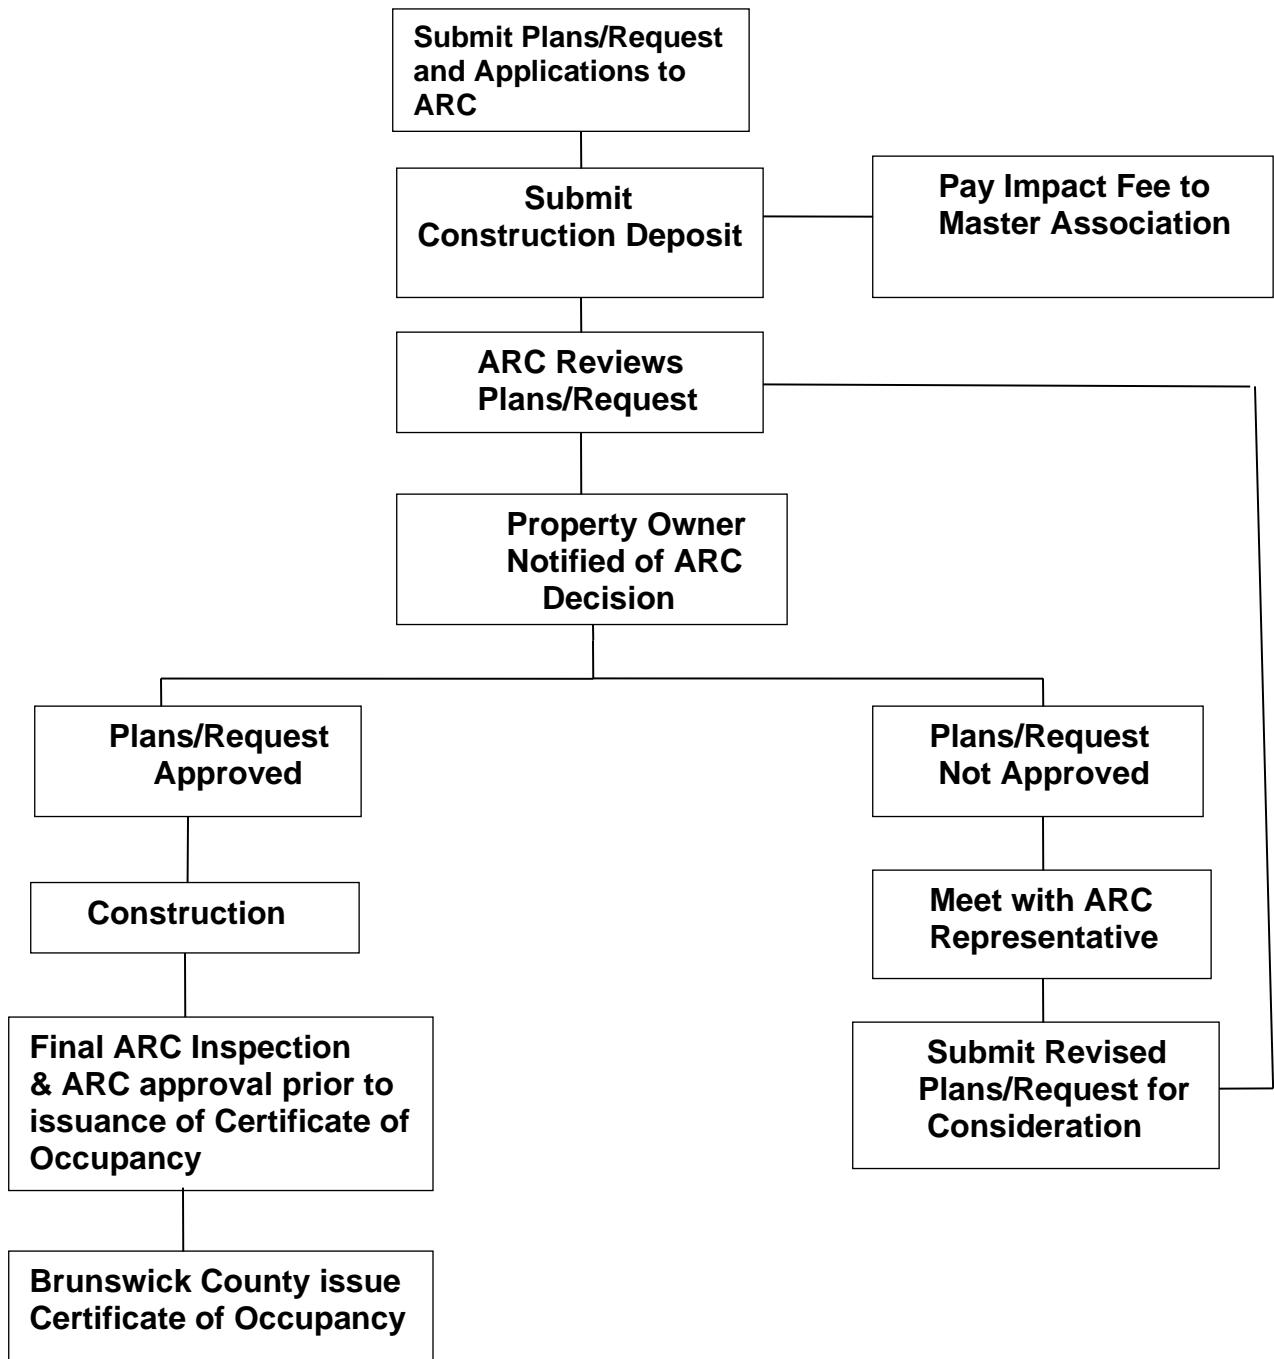 Submit Plans/Request
and Applications to
ARC
Submit
Construction Deposit
Pay Impact Fee to
Master Association
ARC Reviews
Plans/Request
Property Owner
Notified of ARC
Decision
Plans/Request
Approved
Plans/Request
Not Approved
Construction
Meet with ARC
Representative
Final ARC Inspection
& ARC approval prior to
issuance of Certificate of
Occupancy
Submit Revised
Plans/Request for
Consideration
Brunswick County issue
Certificate of Occupancy